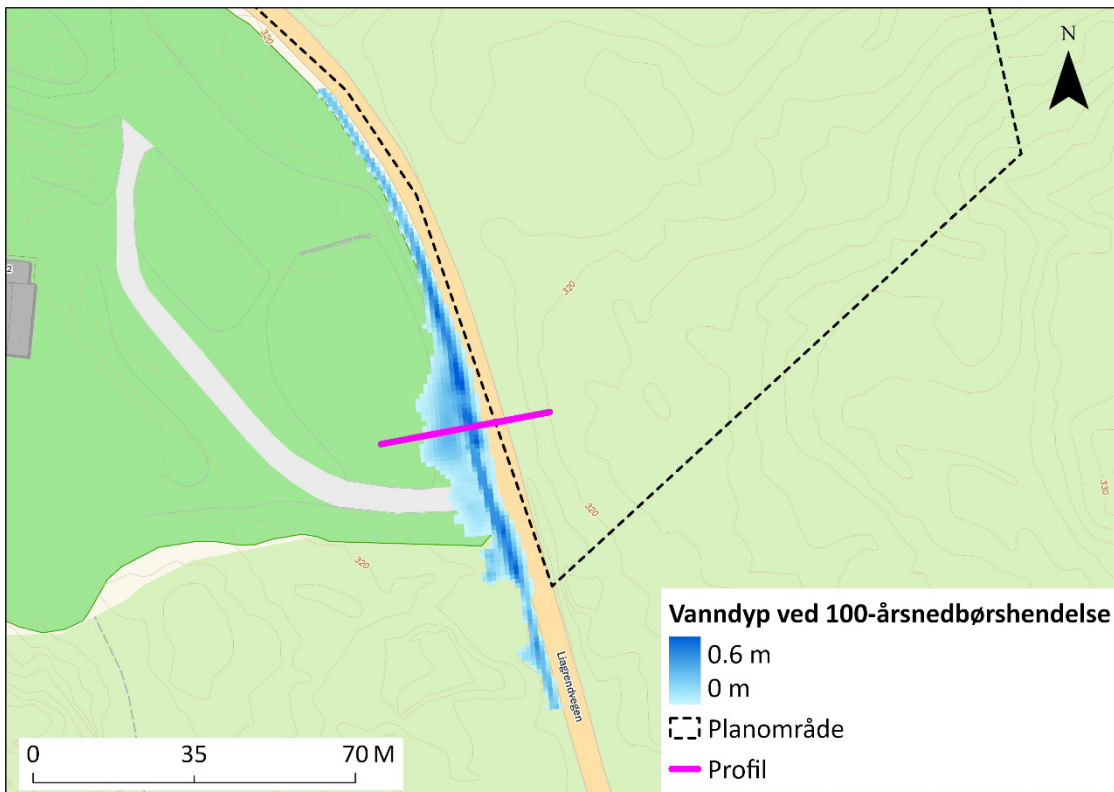 320
N
2
320
320
330
320
Liagrendvegen
Vanndyp ved 100-årsnedbørshendelse
0.6 m
0 m
Planområde
Profil
0 35 70 M